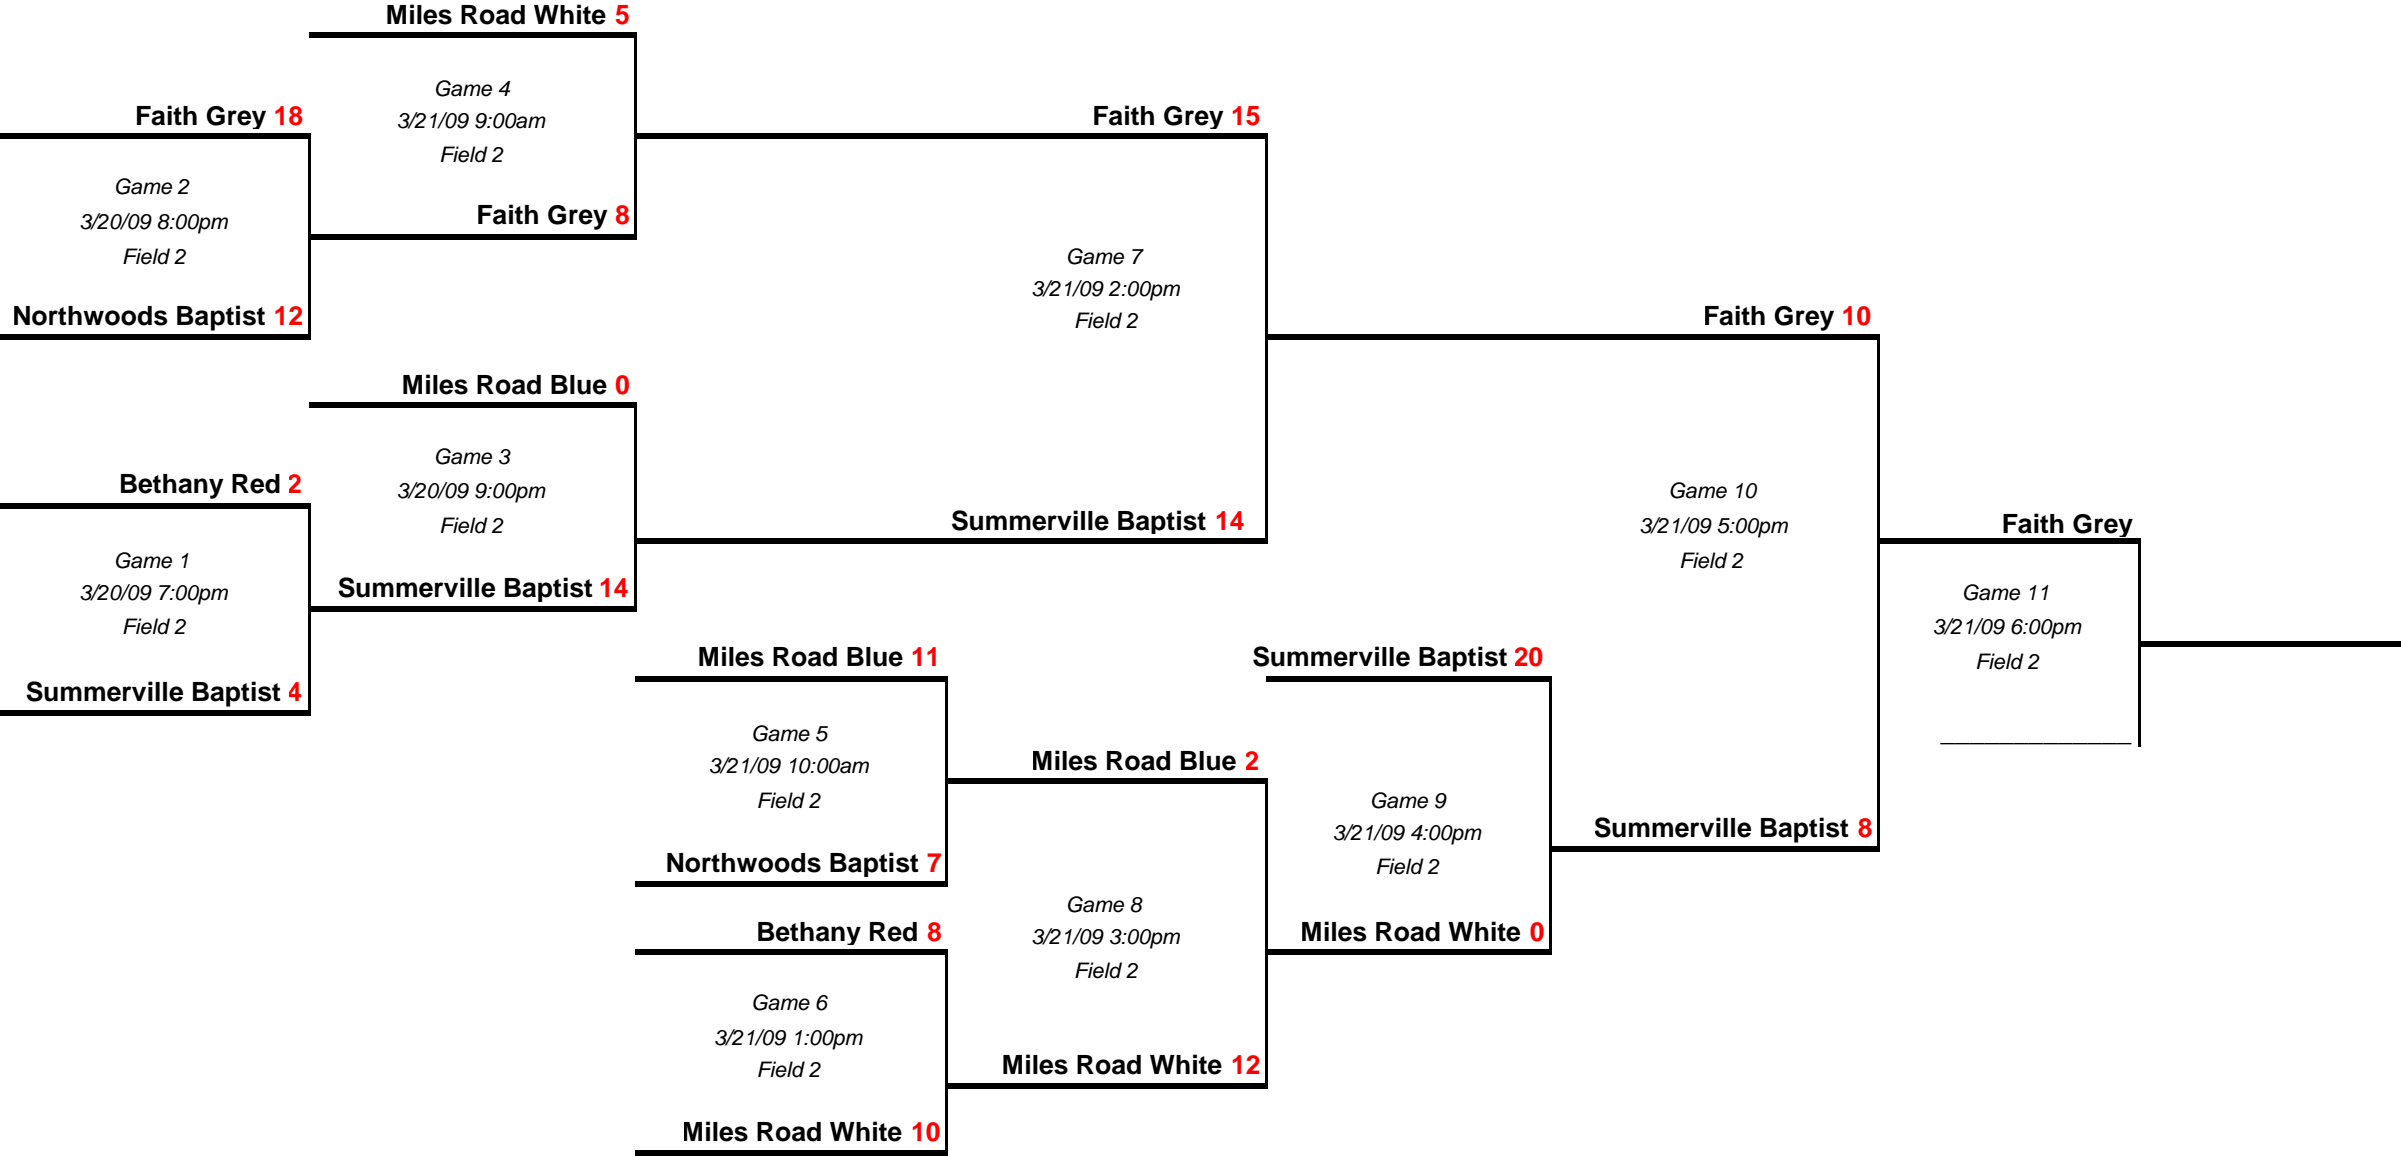 Miles Road White 5
Game 4
3/21/09 9:00am
Field 2
Faith Grey 8
Faith Grey 18
Game 2
3/20/09 8:00pm
Field 2
Northwoods Baptist 12
Miles Road Blue 0
Game 3
3/20/09 9:00pm
Field 2
Summerville Baptist 14
Bethany Red 2
Game 1
3/20/09 7:00pm
Field 2
Summerville Baptist 4
Faith Grey 15
Game 7
3/21/09 2:00pm
Field 2
Summerville Baptist 14
Miles Road Blue 11
Game 5
3/21/09 10:00am
Field 2
Northwoods Baptist 7
Bethany Red 8
Game 6
3/21/09 1:00pm
Field 2
Miles Road White 10
Miles Road Blue 2
Game 8
3/21/09 3:00pm
Field 2
Miles Road White 12
Summerville Baptist 20
Game 9
3/21/09 4:00pm
Field 2
Miles Road White 0
Faith Grey 10
Game 10
3/21/09 5:00pm
Field 2
Summerville Baptist 8
Faith Grey
Game 11
3/21/09 6:00pm
Field 2